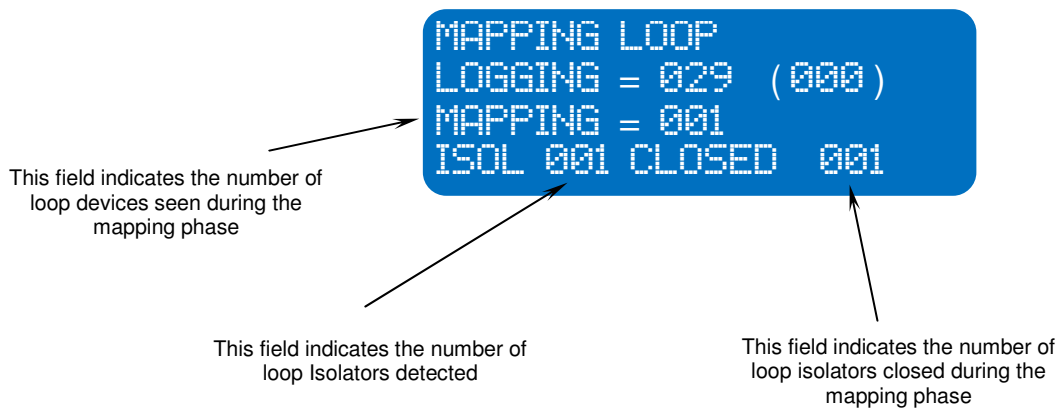 MAPPING LOOP
LOGGING = 029 (000)
MAPPING = 001
ISOL 001 CLOSED 001
This field indicates the number of
loop devices seen during the
mapping phase
This field indicates the number of
loop Isolators detected
This field indicates the number of
loop isolators closed during the
mapping phase